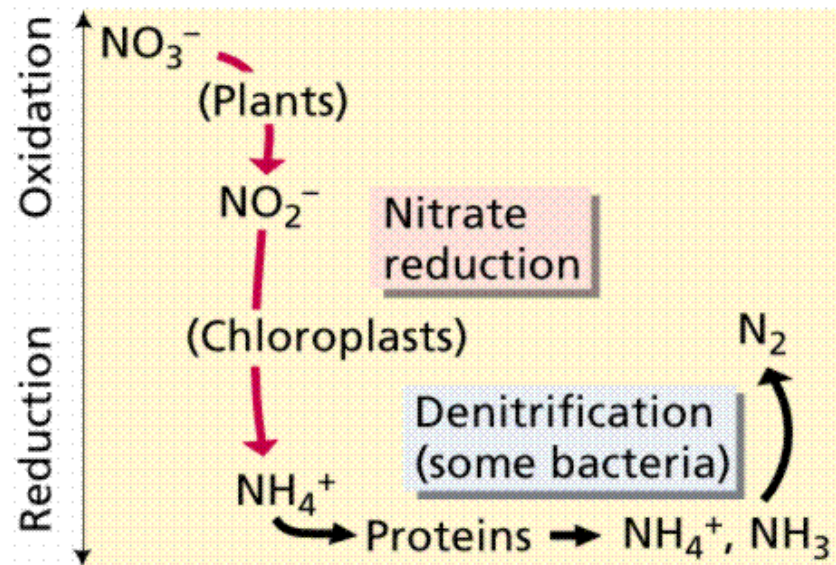 Oxidation
Reduction
NO₃⁻
(Plants)
NO₂⁻
Nitrate
reduction
(Chloroplasts)
N₂
Denitrification
(some bacteria)
NH₄⁺
Proteins
NH₄⁺, NH₃